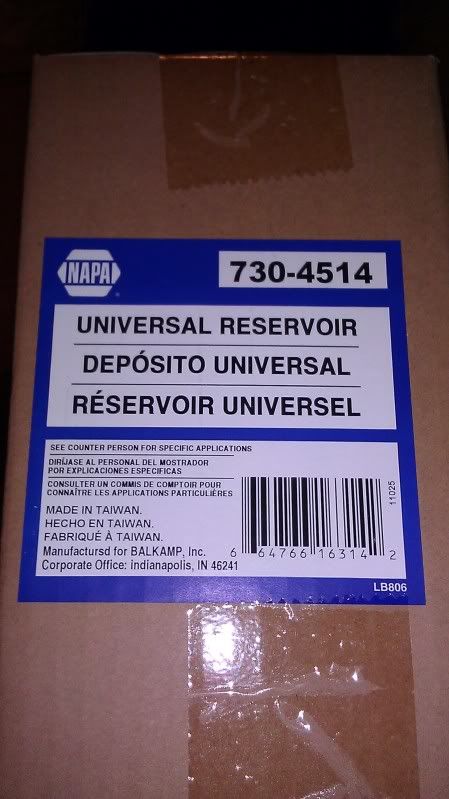 NAPA
730-4514
UNIVERSAL RESERVOIR
DEPÓSITO UNIVERSAL
RÉSERVOIR UNIVERSEL
SEE COUNTER PERSON FOR SPECIFIC APPLICATIONS
DIRÍJASE AL PERSONAL DEL MOSTRADOR
POR EXPLICACIONES ESPECIFICAS
CONSULTER UN COMMIS DE COMPTOIR POUR
CONNAÎTRE LES APPLICATIONS PARTICULIÈRES
MADE IN TAIWAN.
HECHO EN TAIWAN.
FABRIQUÉ À TAIWAN.
Manufactursd for BALKAMP, Inc.
Corporate Office: indianapolis, IN 46241
6 64766 16314 2
11025
LB806